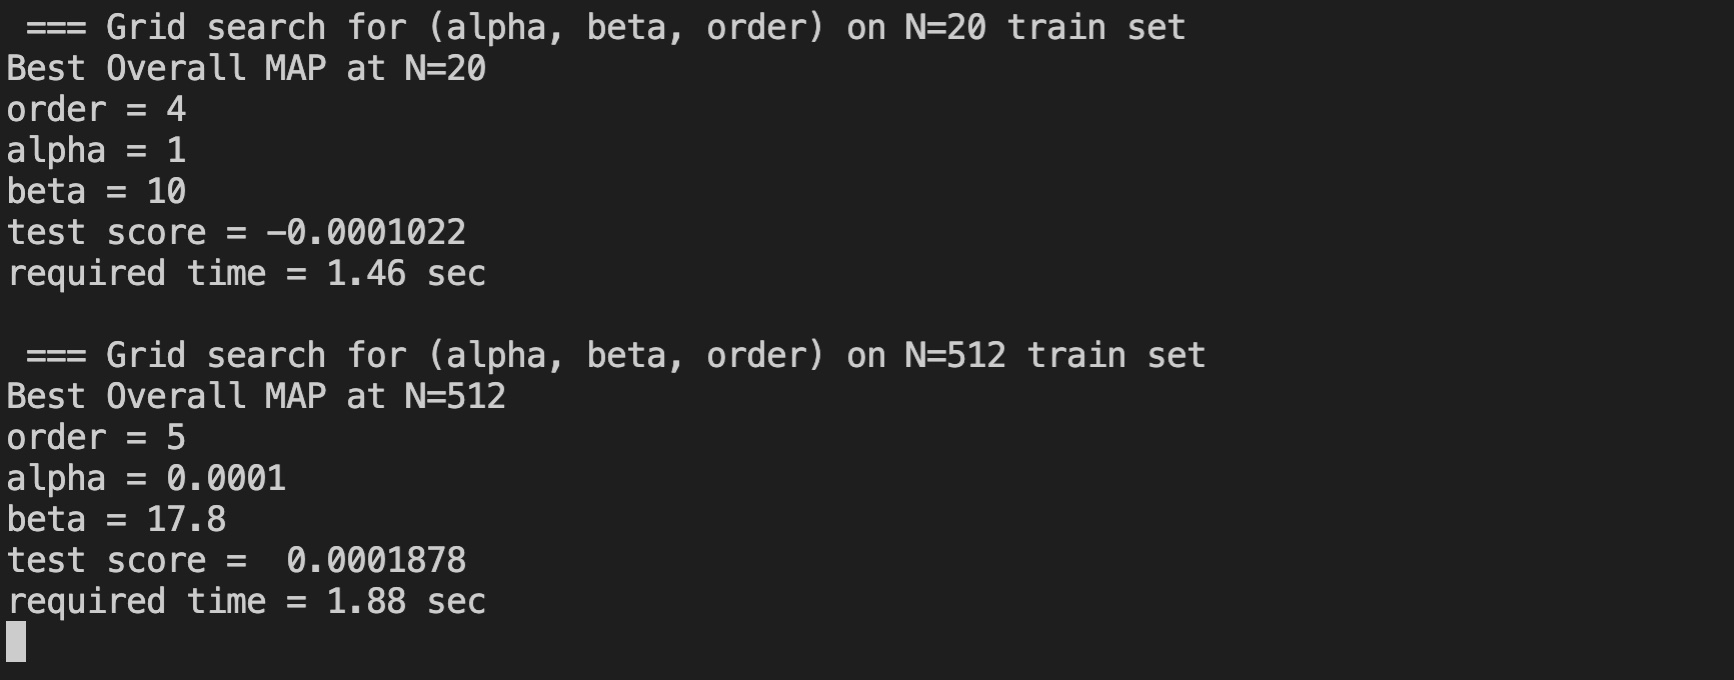 === Grid search for (alpha, beta, order) on N=20 train set
Best Overall MAP at N=20
order = 4
alpha = 1
beta = 10
test score = -0.0001022
required time = 1.46 sec
=== Grid search for (alpha, beta, order) on N=512 train set
Best Overall MAP at N=512
order = 5
alpha = 0.0001
beta = 17.8
test score =  0.0001878
required time = 1.88 sec